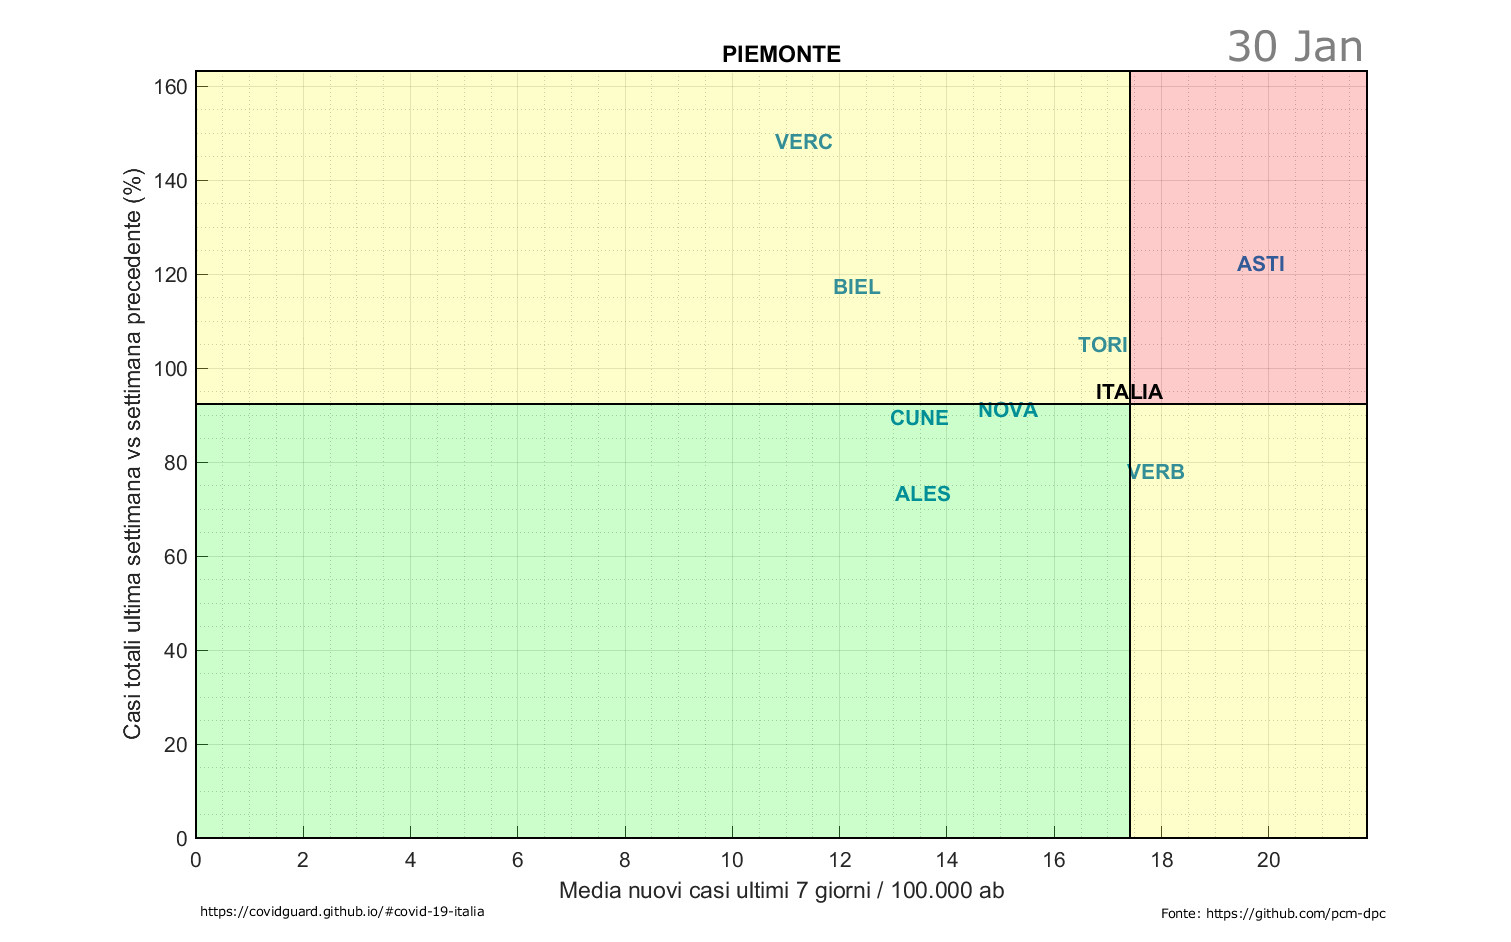 30 Jan
PIEMONTE
Casi totali ultima settimana vs settimana precedente (%)
160
140
120
100
80
60
40
20
0
VERC
ASTI
BIEL
TORI
ITALIA
NOVA
CUNE
VERB
ALES
0 2 4 6 8 10 12 14 16 18 20
Media nuovi casi ultimi 7 giorni / 100.000 ab
https://covidguard.github.io/#covid-19-italia
Fonte: https://github.com/pcm-dpc